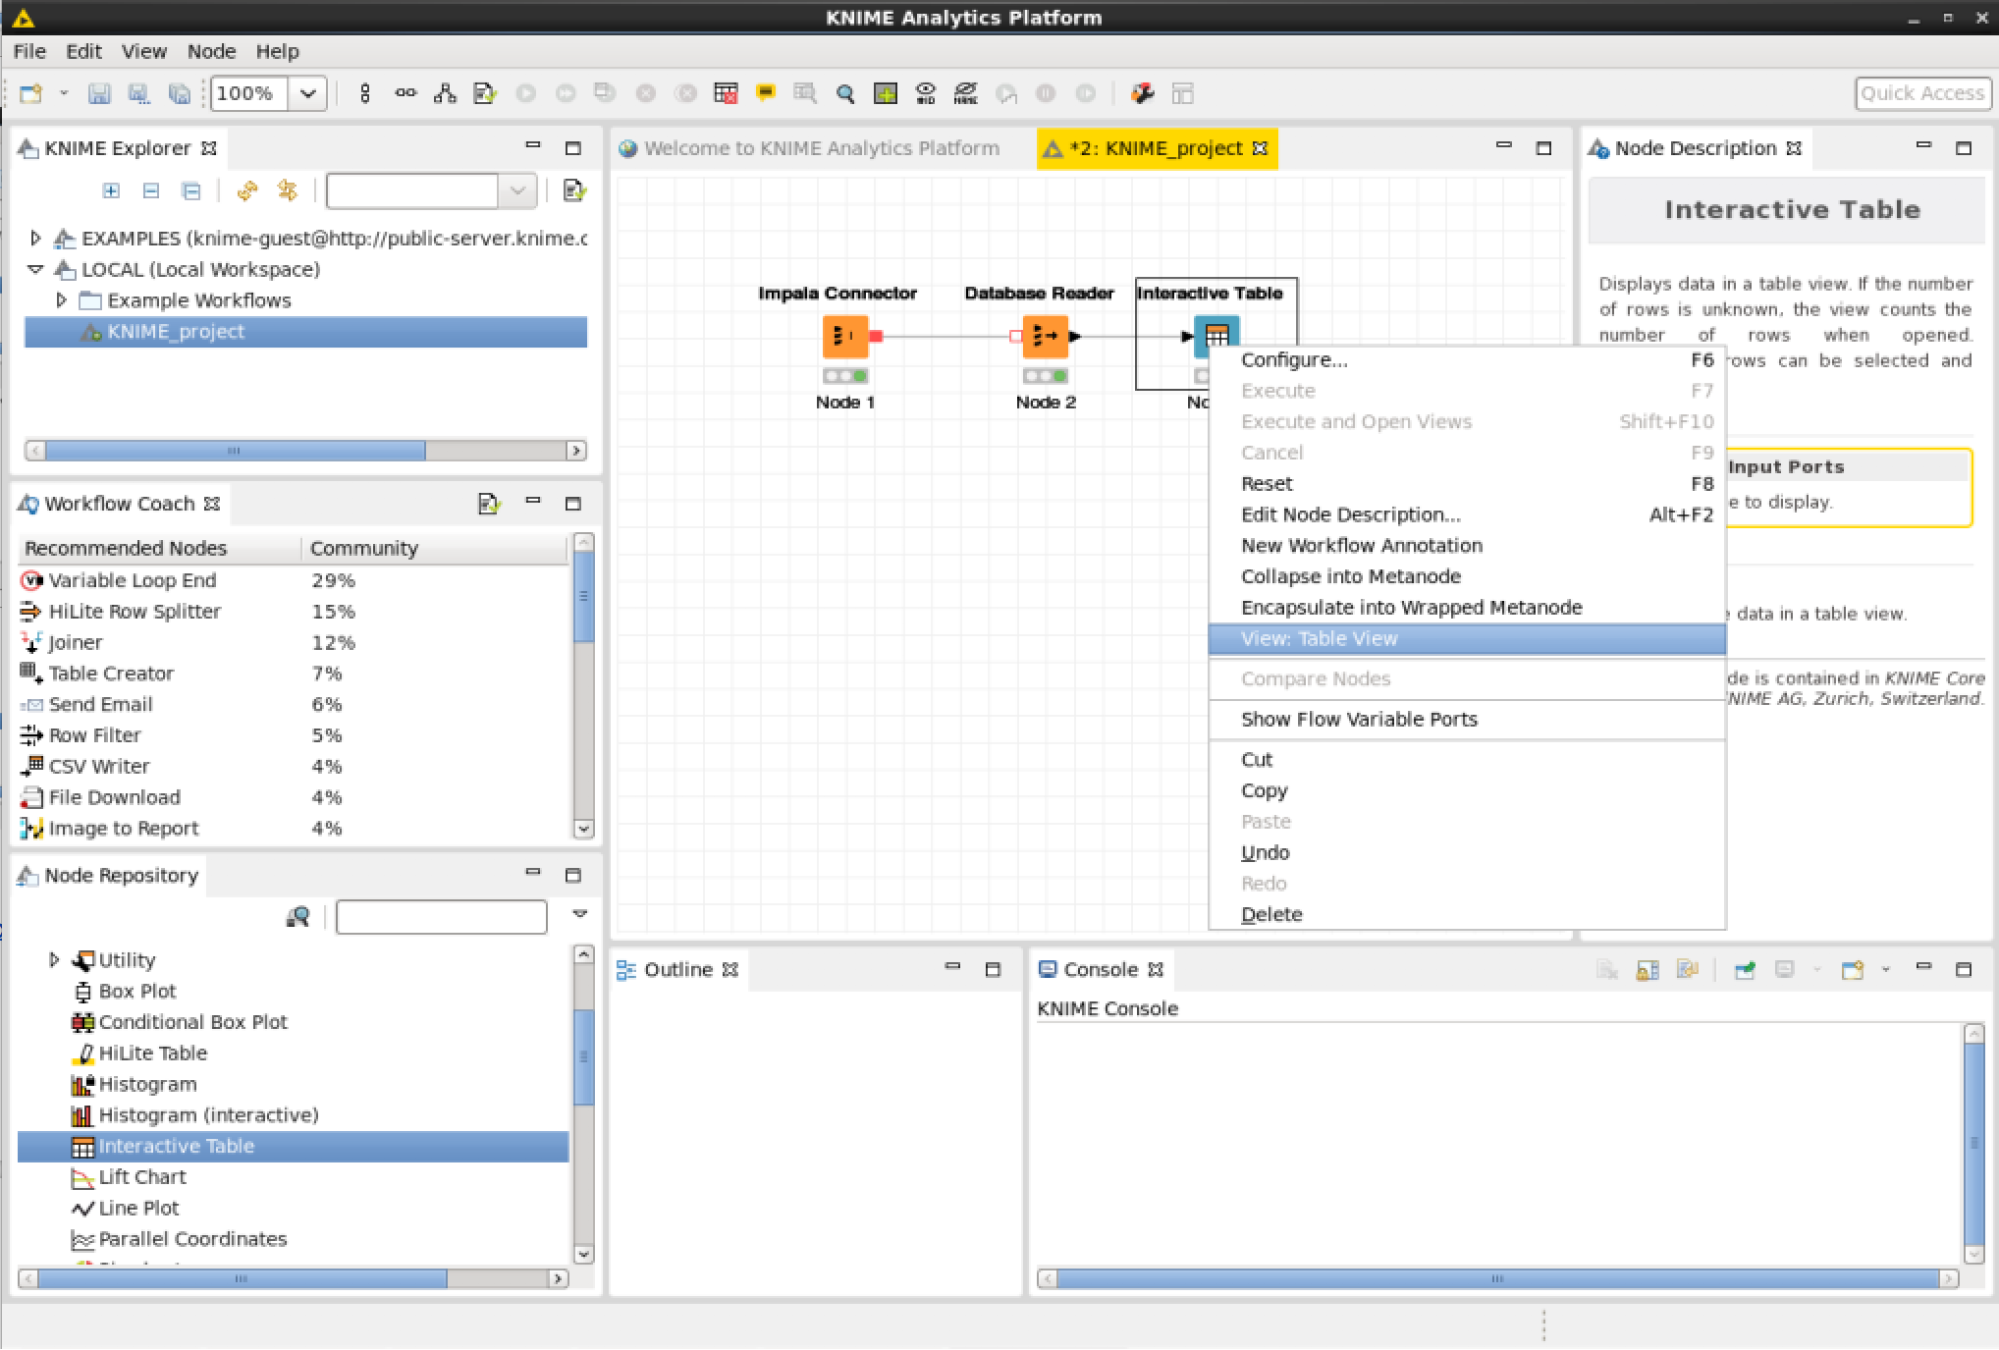 KNIME Analytics Platform
File Edit View Node Help
100%
Quick Access
KNIME Explorer
EXAMPLES (knime-guest@http://public-server.knime.c
LOCAL (Local Workspace)
Example Workflows
KNIME_project
Workflow Coach
Recommended Nodes Community
Variable Loop End 29%
HiLite Row Splitter 15%
Joiner 12%
Table Creator 7%
Send Email 6%
Row Filter 5%
CSV Writer 4%
File Download 4%
Image to Report 4%
Node Repository
Utility
Box Plot
Conditional Box Plot
HiLite Table
Histogram
Histogram (interactive)
Interactive Table
Lift Chart
Line Plot
Parallel Coordinates
Welcome to KNIME Analytics Platform
*2: KNIME_project
Impala Connector Database Reader Interactive Table
Node 1 Node 2 No
Configure... F6
Execute F7
Execute and Open Views Shift+F10
Cancel F9
Reset F8
Edit Node Description... Alt+F2
New Workflow Annotation
Collapse into Metanode
Encapsulate into Wrapped Metanode
View: Table View
Compare Nodes
Show Flow Variable Ports
Cut
Copy
Paste
Undo
Redo
Delete
Node Description
Interactive Table
Displays data in a table view. If the number
of rows is unknown, the view counts the
number of rows when opened.
rows can be selected and
Input Ports
e to display.
data in a table view.
de is contained in KNIME Core
NIME AG, Zurich, Switzerland.
Outline
Console
KNIME Console